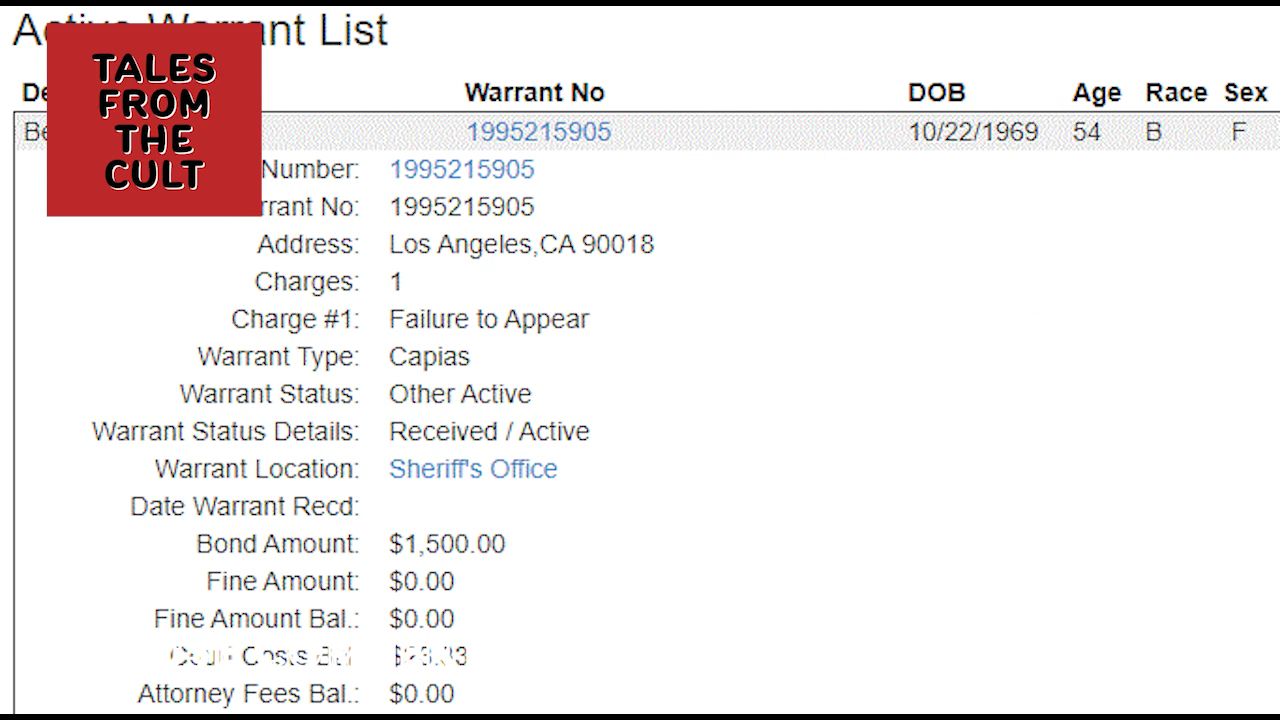 Active Warrant List
TALES
FROM
THE
CULT
Warrant No DOB Age Race Sex
1995215905 10/22/1969 54 B F
Number: 1995215905
rrant No: 1995215905
Address: Los Angeles,CA 90018
Charges: 1
Charge #1: Failure to Appear
Warrant Type: Capias
Warrant Status: Other Active
Warrant Status Details: Received / Active
Warrant Location: Sheriff's Office
Date Warrant Recd:
Bond Amount: $1,500.00
Fine Amount: $0.00
Fine Amount Bal.: $0.00
Costs
Attorney Fees Bal.: $0.00